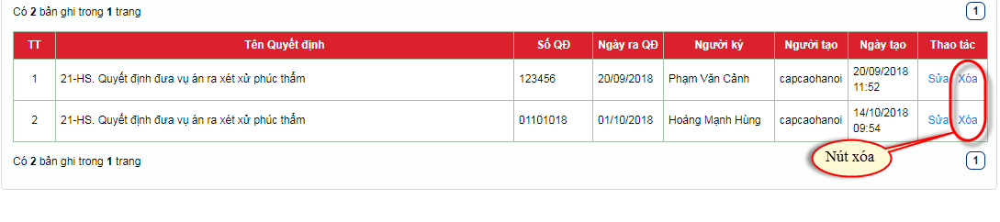 Có 2 bản ghi trong 1 trang
1
TT Tên Quyết định Số QĐ Ngày ra QĐ Người ký Người tạo Ngày tạo Thao tác
1 21-HS. Quyết định đưa vụ án ra xét xử phúc thẩm 123456 20/09/2018 Phạm Văn Cảnh capcaohanoi 20/09/2018 Sửa Xóa
11:52
2 21-HS. Quyết định đưa vụ án ra xét xử phúc thẩm 01101018 01/10/2018 Hoàng Mạnh Hùng capcaohanoi 14/10/2018 Sửa Xóa
09:54
Nút xóa
Có 2 bản ghi trong 1 trang
1